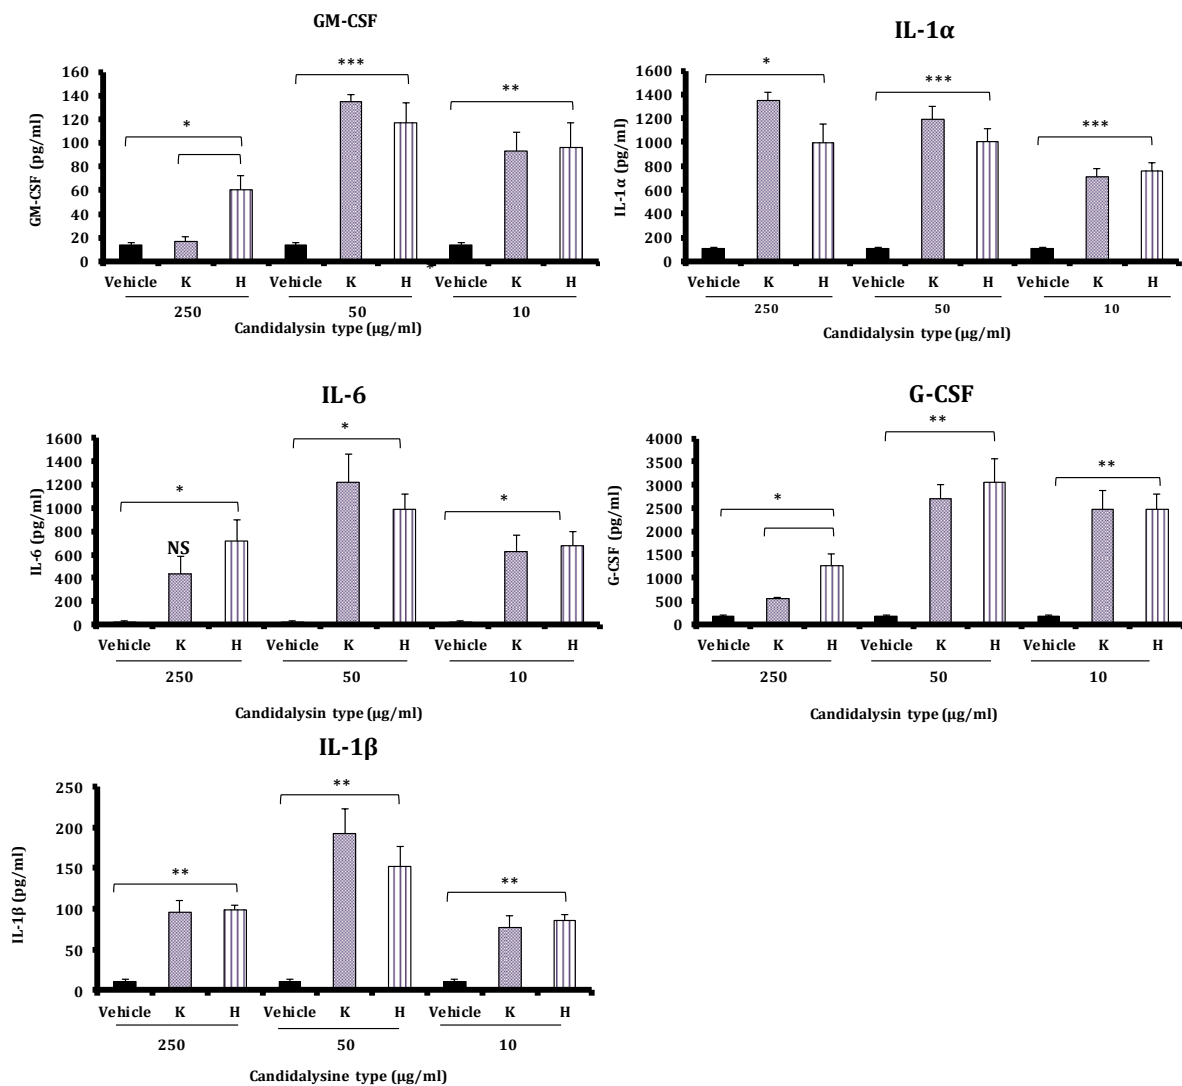 GM-CSF
***
**
*
GM-CSF (pg/ml)
160
140
120
100
80
60
40
20
0
*
Vehicle K H Vehicle K H Vehicle K H
250 50 10
Candidalysin type (µg/ml)
IL-1α
*
***
***
IL-1α (pg/ml)
1600
1400
1200
1000
800
600
400
200
0
Vehicle K H Vehicle K H Vehicle K H
250 50 10
Candidalysin type (µg/ml)
IL-6
*
*
*
NS
IL-6 (pg/ml)
1600
1400
1200
1000
800
600
400
200
0
Vehicle K H Vehicle K H Vehicle K H
250 50 10
Candidalysin type (µg/ml)
G-CSF
**
**
*
G-CSF (pg/ml)
4000
3500
3000
2500
2000
1500
1000
500
0
Vehicle K H Vehicle K H Vehicle K H
250 50 10
IL-1β
**
**
**
IL-1β (pg/ml)
250
200
150
100
50
0
Vehicle K H Vehicle K H Vehicle K H
250 50 10
Candidalysine type (µg/ml)